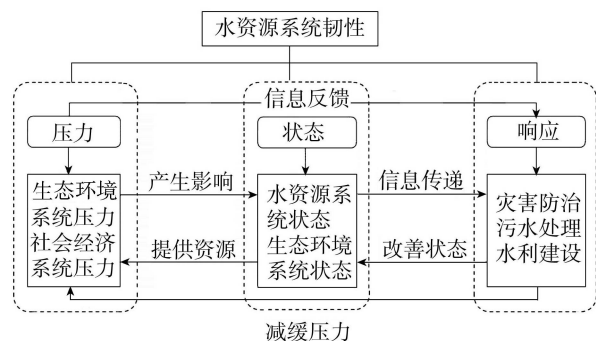 水资源系统韧性
信息反馈
压力
状态
响应
生态环境
系统压力
社会经济
系统压力
产生影响
提供资源
水资源系
统状态
生态环境
系统状态
信息传递
改善状态
灾害防治
污水处理
水利建设
减缓压力